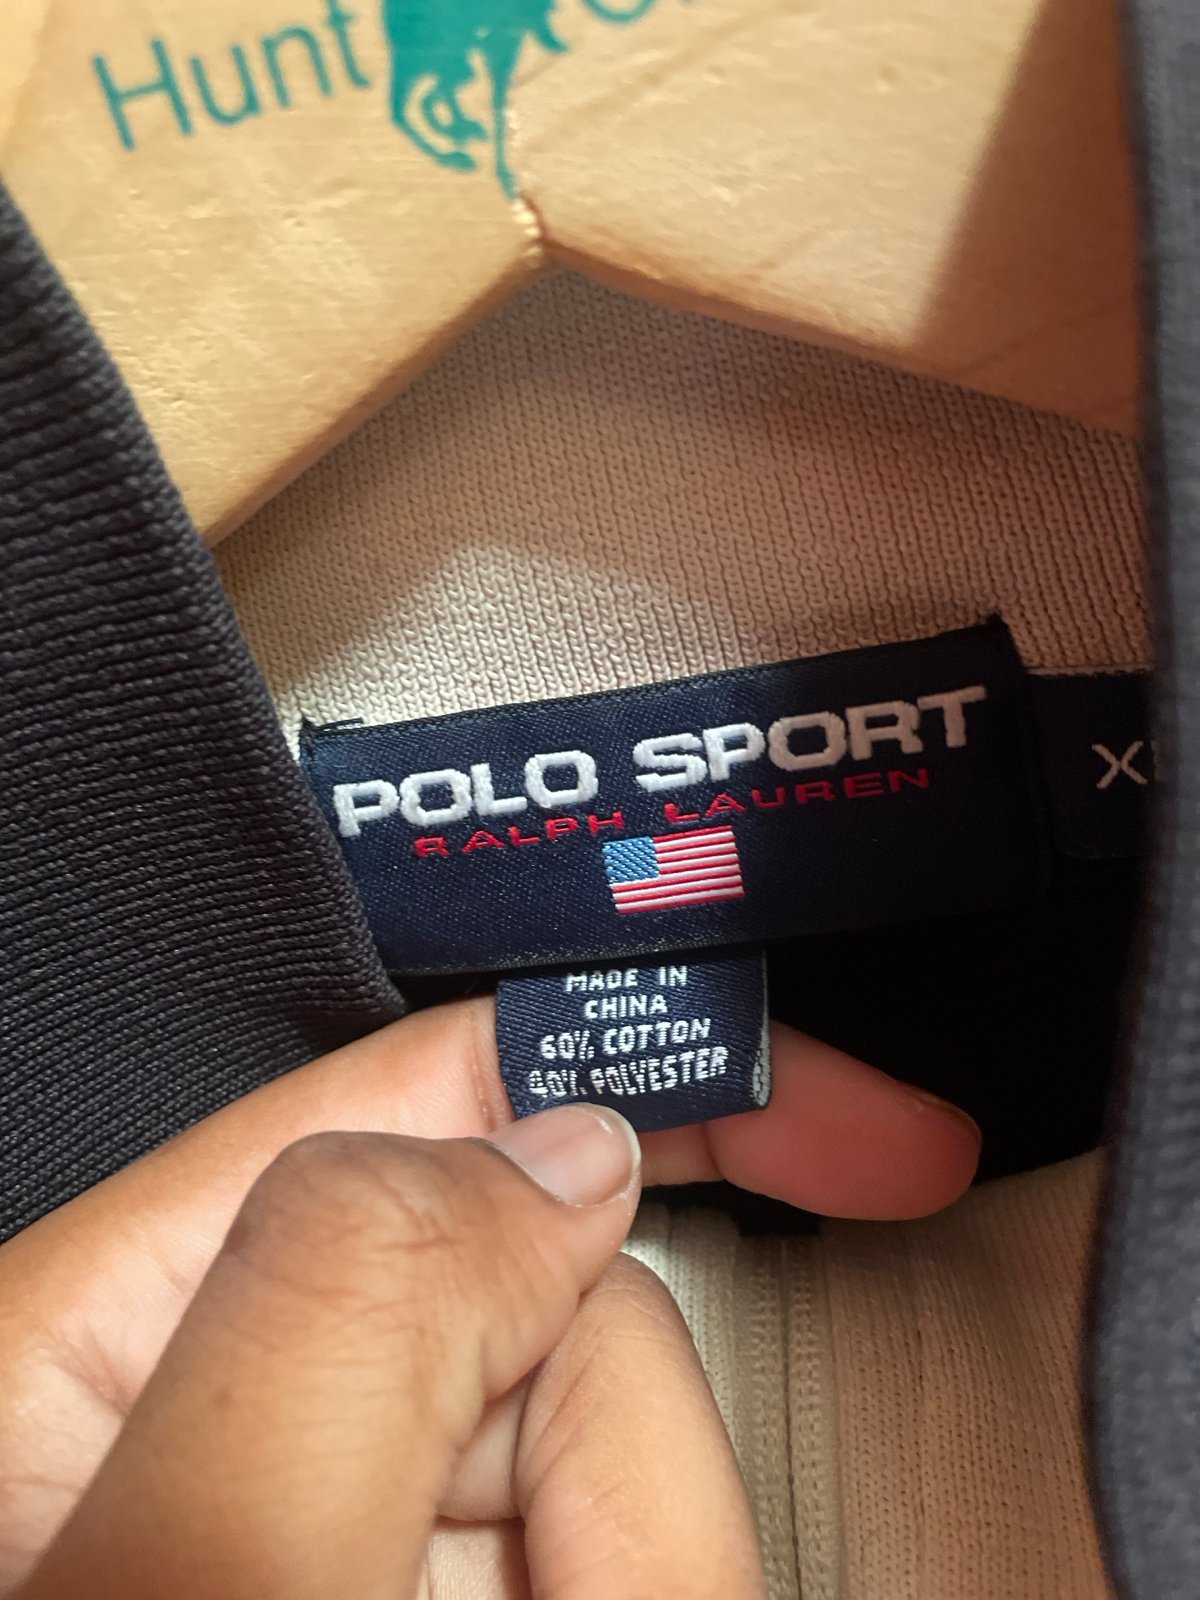 Hunt
POLO SPORT
RALPH LAUREN
MADE IN
CHINA
60% COTTON
40% POLYESTER